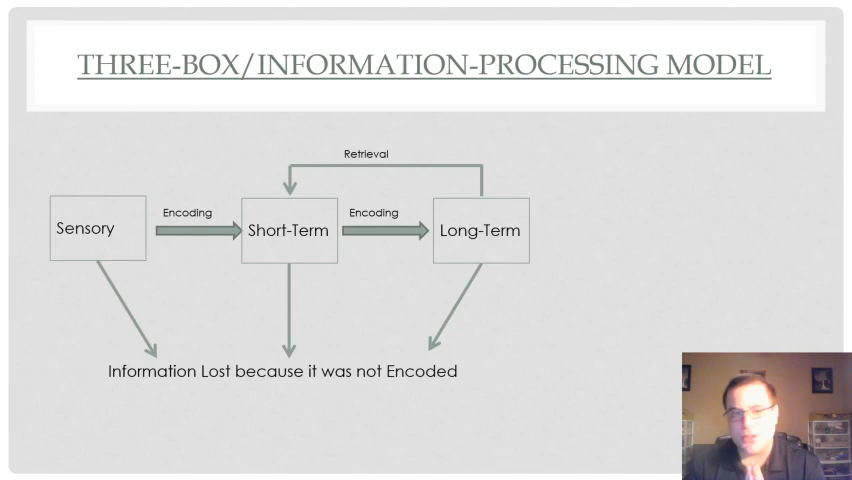 THREE-BOX/INFORMATION-PROCESSING MODEL
Retrieval
Encoding
Encoding
Sensory
Short-Term
Long-Term
Information Lost because it was not Encoded